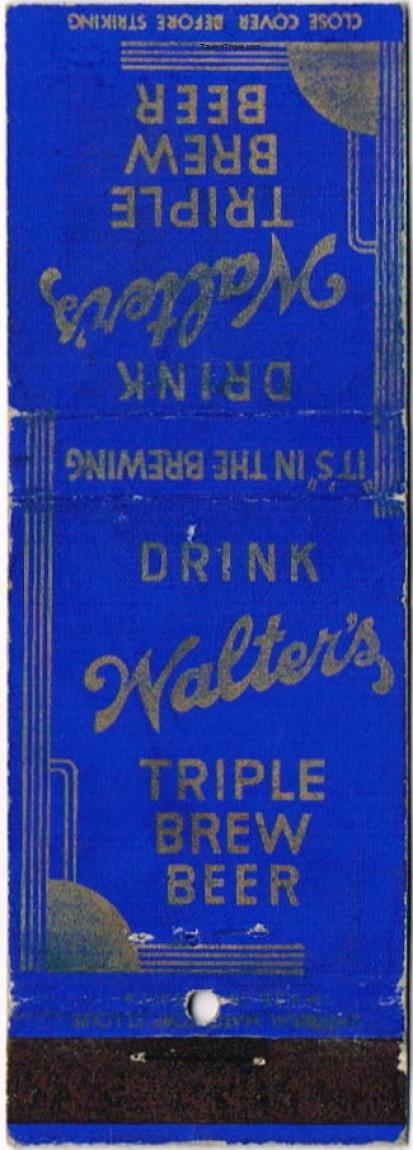 CLOSE COVER BEFORE STRIKING
TavernTrove.com
DRINK
Walter's
TRIPLE
BREW
BEER
"IT'S" IN THE BREWING
DRINK
Walter's
TRIPLE
BREW
BEER